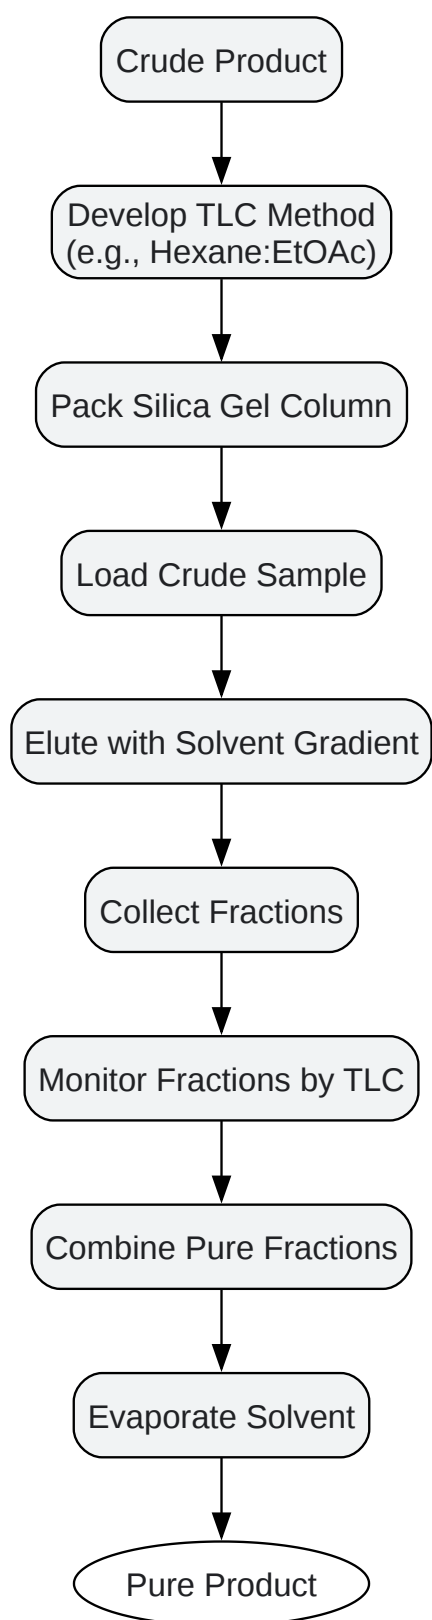 Crude Product
Develop TLC Method
(e.g., Hexane:EtOAc)
Pack Silica Gel Column
Load Crude Sample
Elute with Solvent Gradient
Collect Fractions
Monitor Fractions by TLC
Combine Pure Fractions
Evaporate Solvent
Pure Product